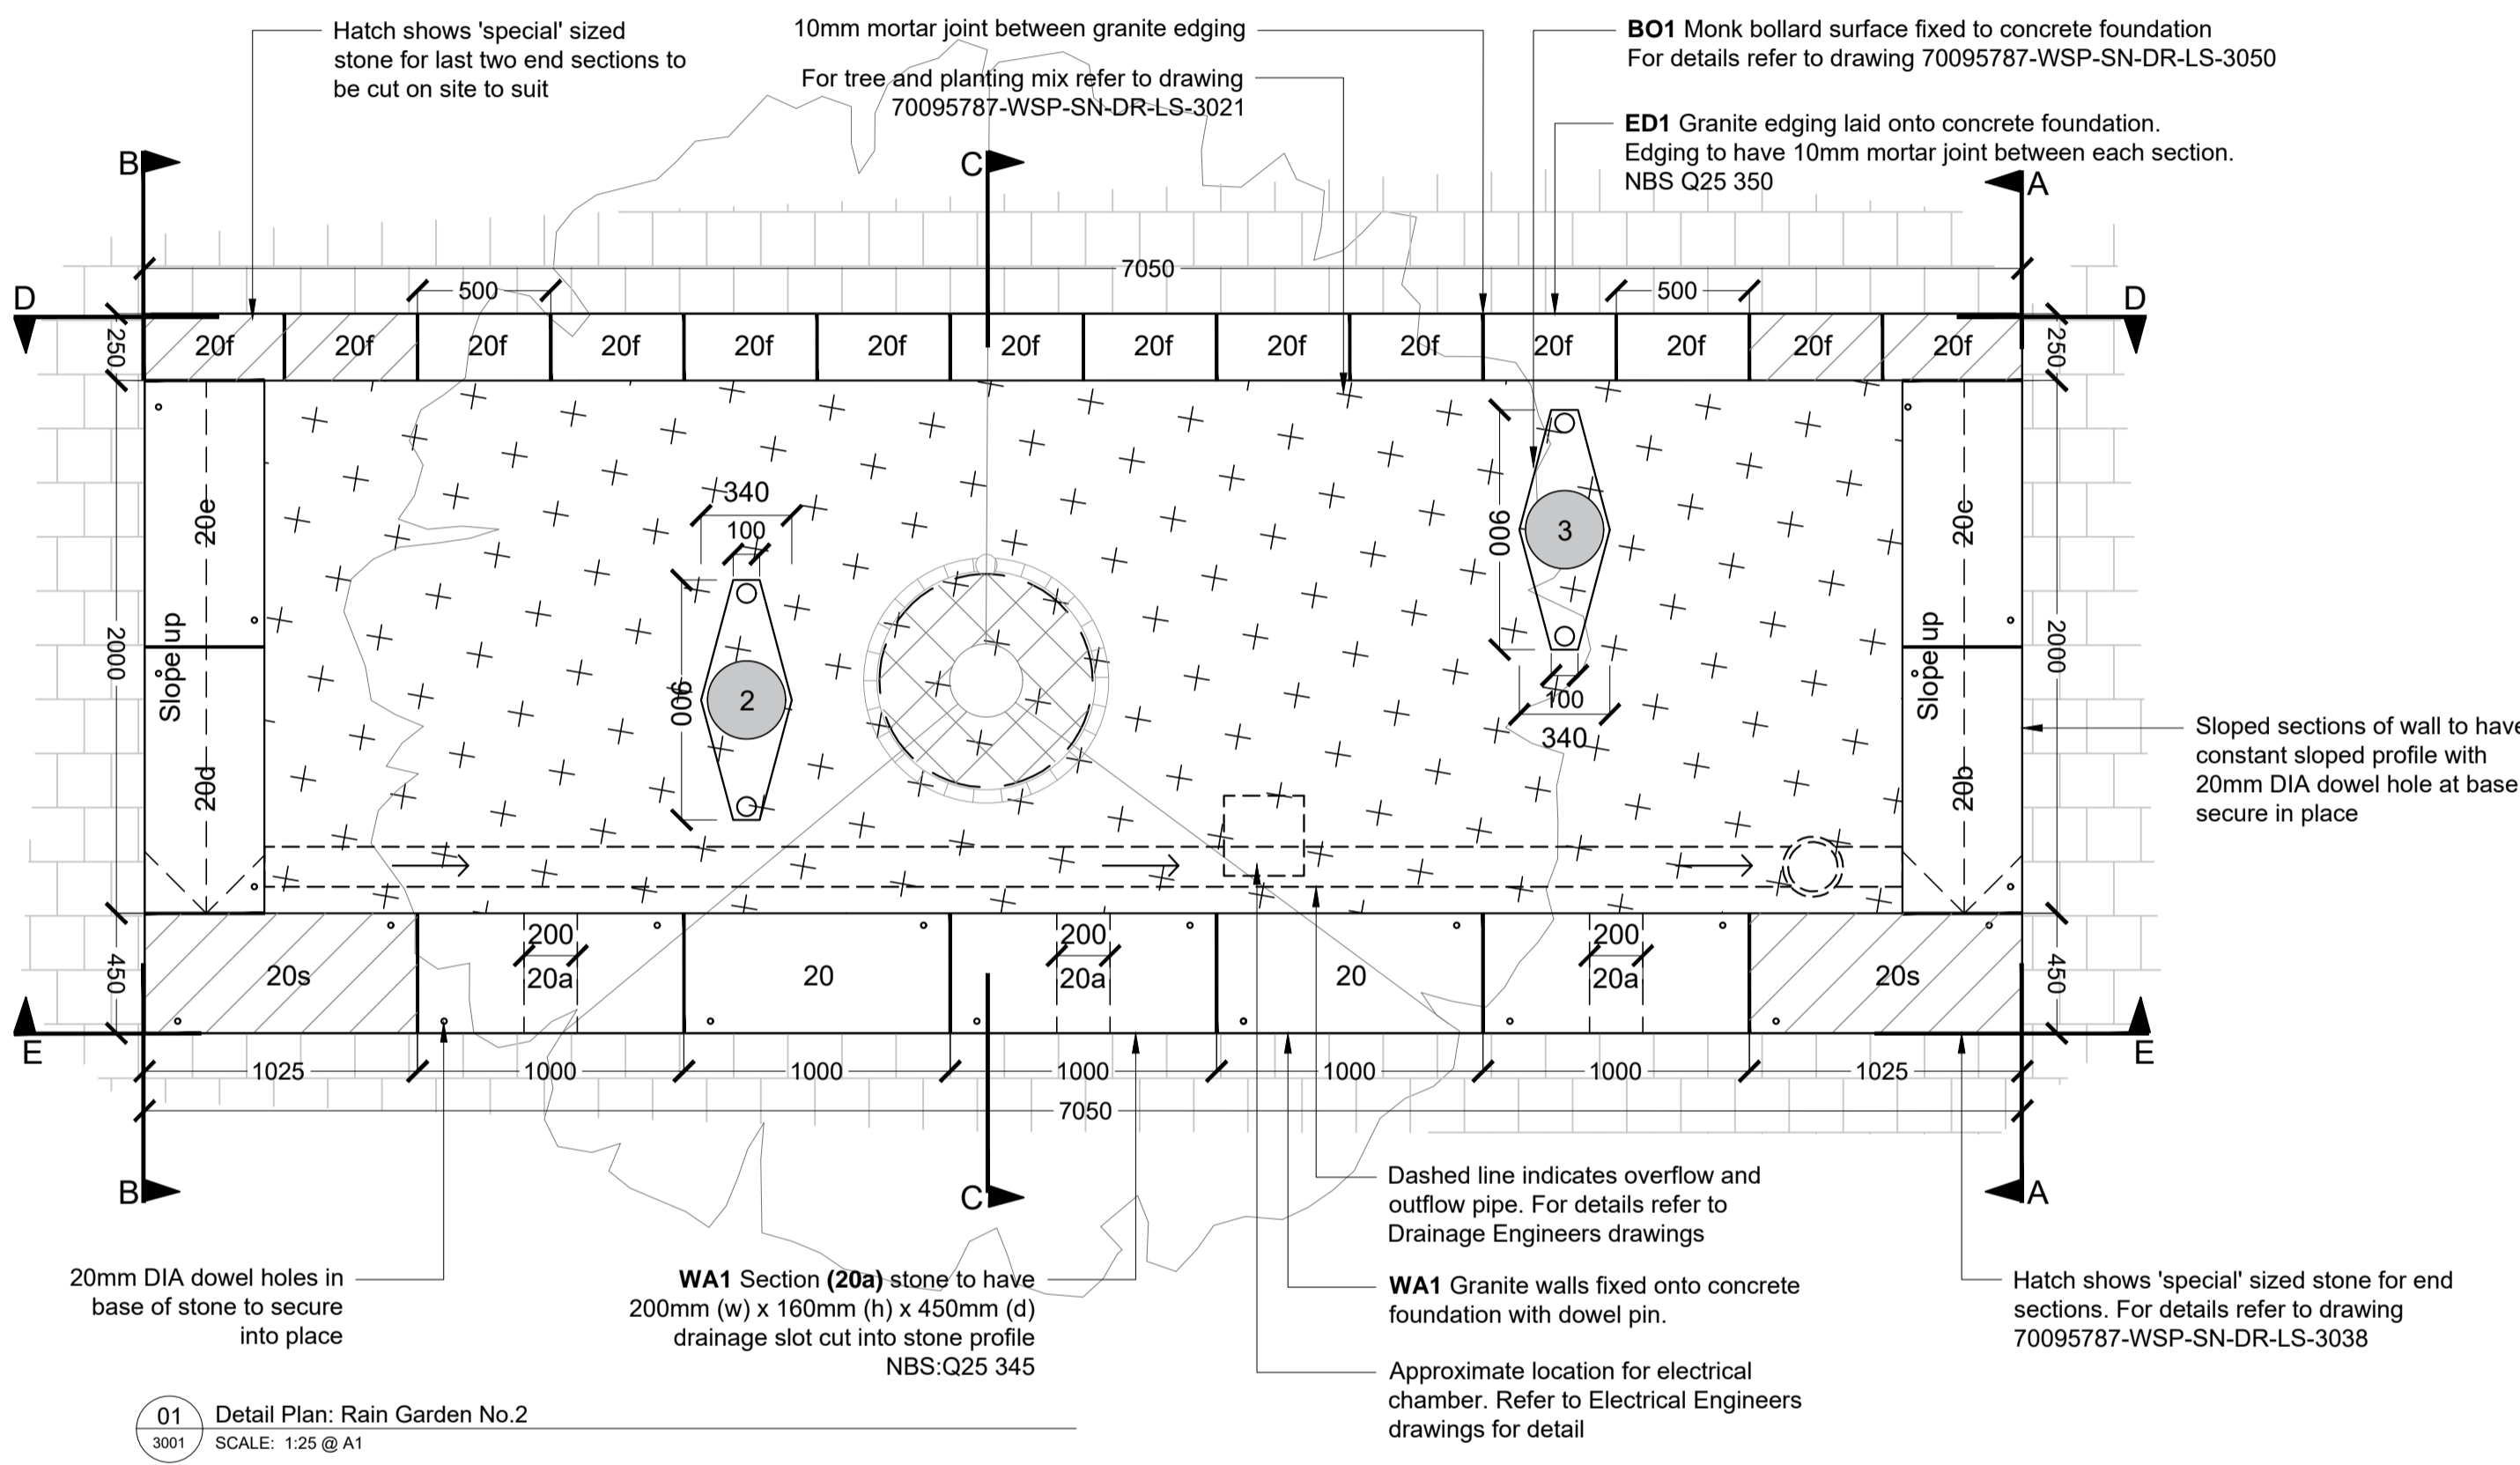 Hatch shows 'special' sized
stone for last two end sections to
be cut on site to suit
10mm mortar joint between granite edging
For tree and planting mix refer to drawing
70095787-WSP-SN-DR-LS-3021
BO1 Monk bollard surface fixed to concrete foundation
For details refer to drawing 70095787-WSP-SN-DR-LS-3050
ED1 Granite edging laid onto concrete foundation.
Edging to have 10mm mortar joint between each section.
NBS Q25 350
B
C
A
7050
D
500
500
D
250
20f
20f
20f
20f
20f
20f
20f
20f
20f
20f
20f
20f
20f
20f
250
340
100
900
2
900
3
100
340
20e
Slope up
20d
2000
20e
Slope up
20b
2000
Sloped sections of wall to have
constant sloped profile with
20mm DIA dowel hole at base
secure in place
450
20s
200
20a
20
200
20a
20
200
20a
20s
450
E
E
1025
1000
1000
1000
1000
1000
1025
7050
B
C
A
Dashed line indicates overflow and
outflow pipe. For details refer to
Drainage Engineers drawings
20mm DIA dowel holes in
base of stone to secure
into place
WA1 Section (20a) stone to have
200mm (w) x 160mm (h) x 450mm (d)
drainage slot cut into stone profile
NBS:Q25 345
WA1 Granite walls fixed onto concrete
foundation with dowel pin.
Hatch shows 'special' sized stone for end
sections. For details refer to drawing
70095787-WSP-SN-DR-LS-3038
Approximate location for electrical
chamber. Refer to Electrical Engineers
drawings for detail
01
3001
Detail Plan: Rain Garden No.2
SCALE: 1:25 @ A1